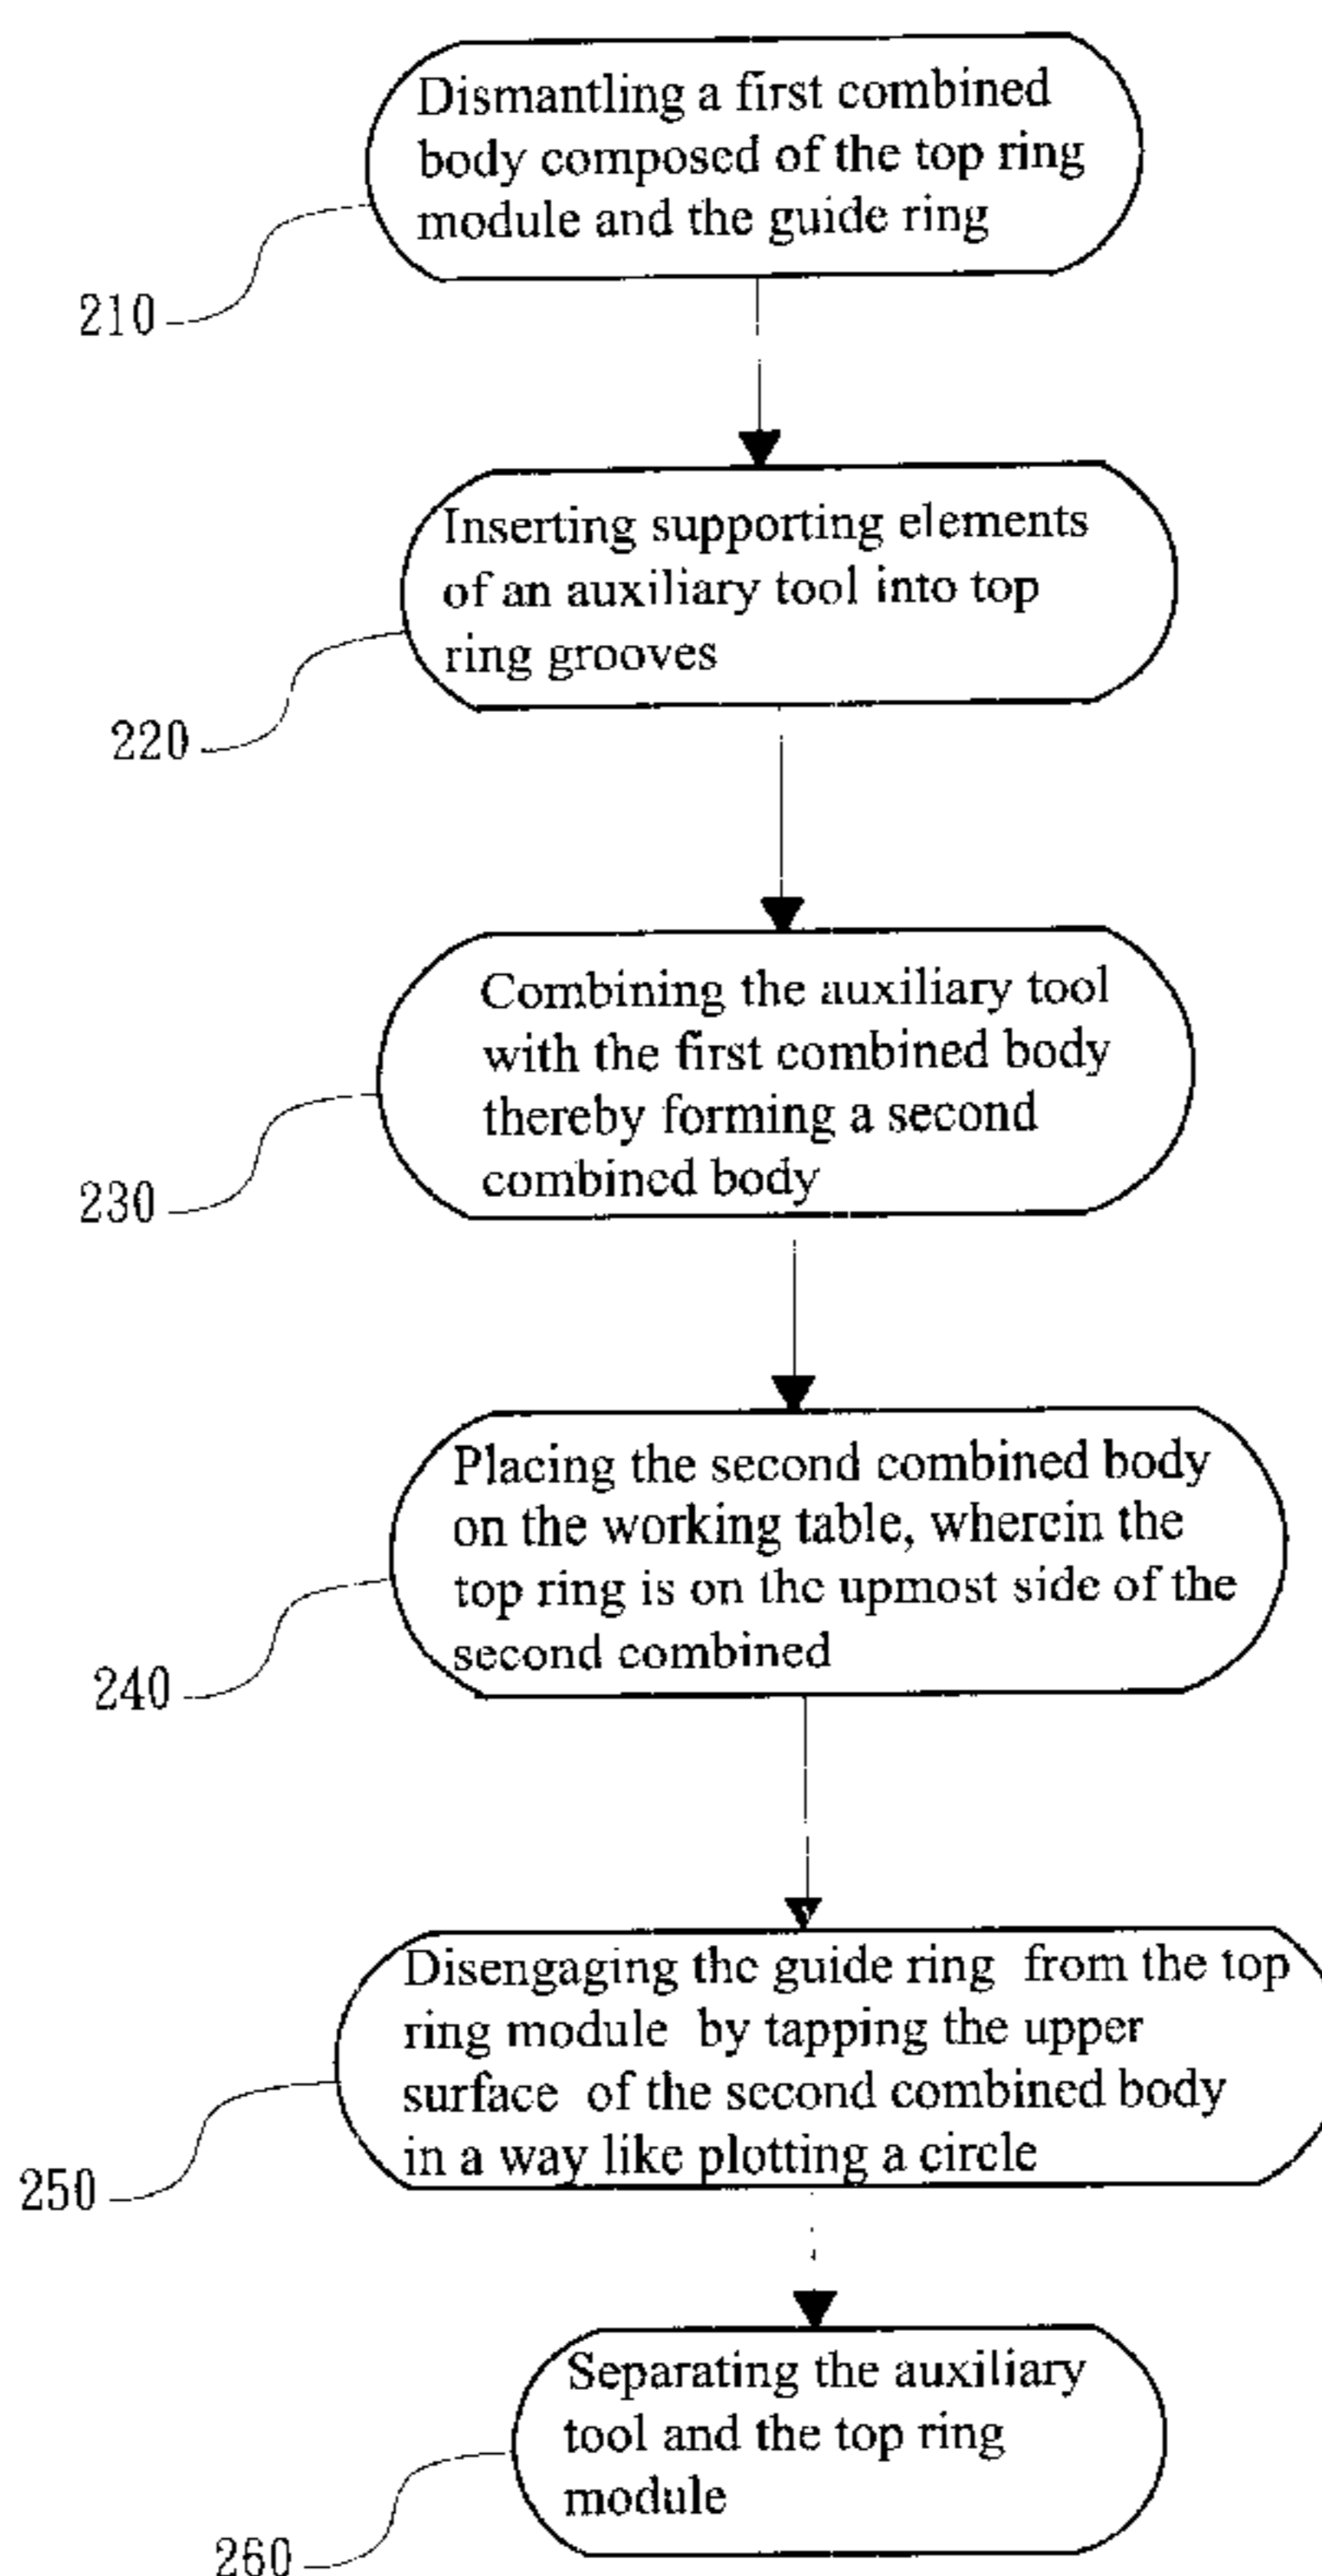 Dismantling a first combined
body composed of the top ring
module and the guide ring
210
Inserting supporting elements
of an auxiliary tool into top
ring grooves
220
Combining the auxiliary tool
with the first combined body
thereby forming a second
combined body
230
Placing the second combined body
on the working table, wherein the
top ring is on the upmost side of the
second combined
240
Disengaging the guide ring from the top
ring module by tapping the upper
surface of the second combined body
in a way like plotting a circle
250
Separating the auxiliary
tool and the top ring
module
260